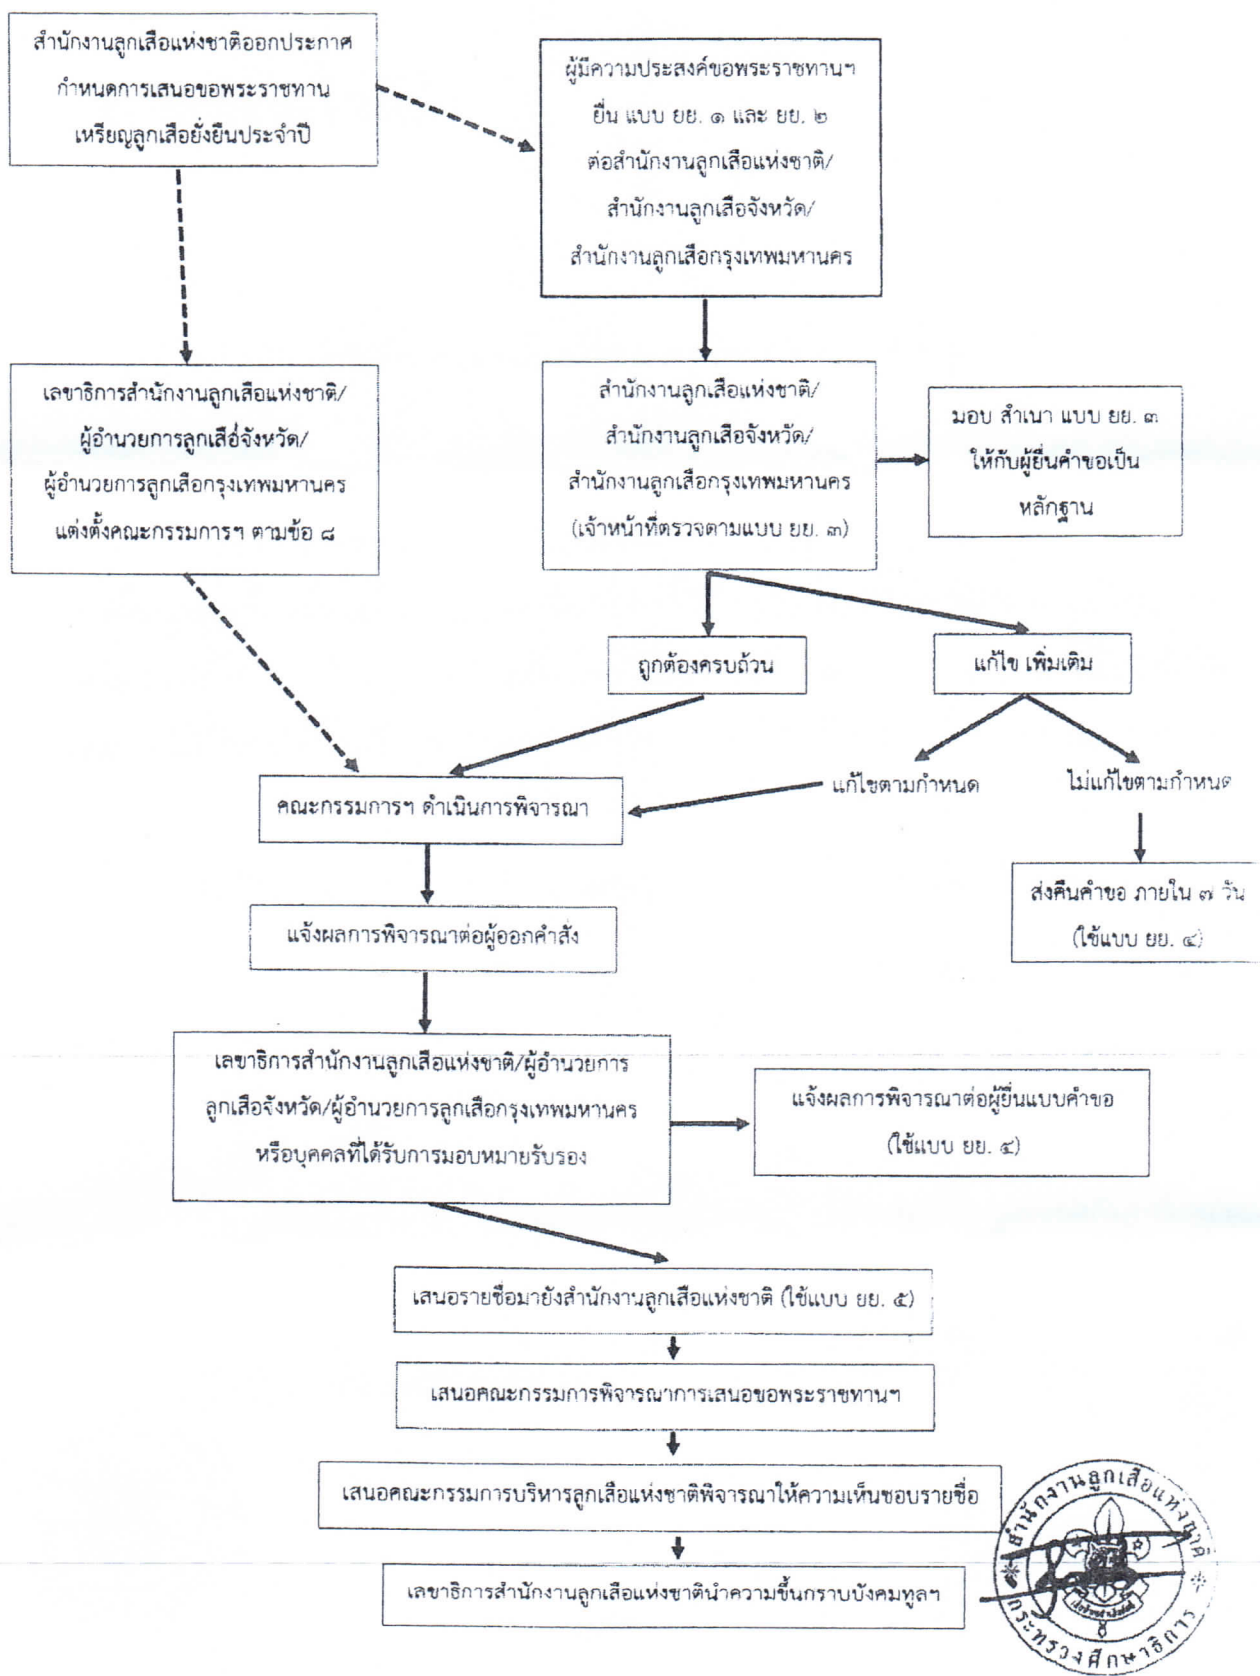 สำนักงานลูกเสือแห่งชาติออกประกาศ
กำหนดการเสนอขอพระราชทาน
เหรียญลูกเสือยั่งยืนประจำปี
ผู้มีความประสงค์ขอพระราชทานฯ
ยื่น แบบ ยย. ๑ และ ยย. ๒
ต่อสำนักงานลูกเสือแห่งชาติ/
สำนักงานลูกเสือจังหวัด/
สำนักงานลูกเสือกรุงเทพมหานคร
เลขาธิการสำนักงานลูกเสือแห่งชาติ/
ผู้อำนวยการลูกเสือจังหวัด/
ผู้อำนวยการลูกเสือกรุงเทพมหานคร
แต่งตั้งคณะกรรมการฯ ตามข้อ ๘
สำนักงานลูกเสือแห่งชาติ/
สำนักงานลูกเสือจังหวัด/
สำนักงานลูกเสือกรุงเทพมหานคร
(เจ้าหน้าที่ตรวจตามแบบ ยย. ๓)
มอบ สำเนา แบบ ยย. ๓
ให้กับผู้ยื่นคำขอเป็น
หลักฐาน
ถูกต้องครบถ้วน
แก้ไข เพิ่มเติม
แก้ไขตามกำหนด
ไม่แก้ไขตามกำหนด
คณะกรรมการฯ ดำเนินการพิจารณา
ส่งคืนคำขอ ภายใน ๗ วัน
(ใช้แบบ ยย. ๔)
แจ้งผลการพิจารณาต่อผู้ออกคำสั่ง
เลขาธิการสำนักงานลูกเสือแห่งชาติ/ผู้อำนวยการ
ลูกเสือจังหวัด/ผู้อำนวยการลูกเสือกรุงเทพมหานคร
หรือบุคคลที่ได้รับการมอบหมายรับรอง
แจ้งผลการพิจารณาต่อผู้ยื่นแบบคำขอ
(ใช้แบบ ยย. ๔)
เสนอรายชื่อมายังสำนักงานลูกเสือแห่งชาติ (ใช้แบบ ยย. ๕)
เสนอคณะกรรมการพิจารณาการเสนอขอพระราชทานฯ
เสนอคณะกรรมการบริหารลูกเสือแห่งชาติพิจารณาให้ความเห็นชอบรายชื่อ
เลขาธิการสำนักงานลูกเสือแห่งชาตินำความขึ้นกราบบังคมทูลฯ
สำนักงานลูกเสือแห่งชาติ
กระทรวงศึกษาธิการ